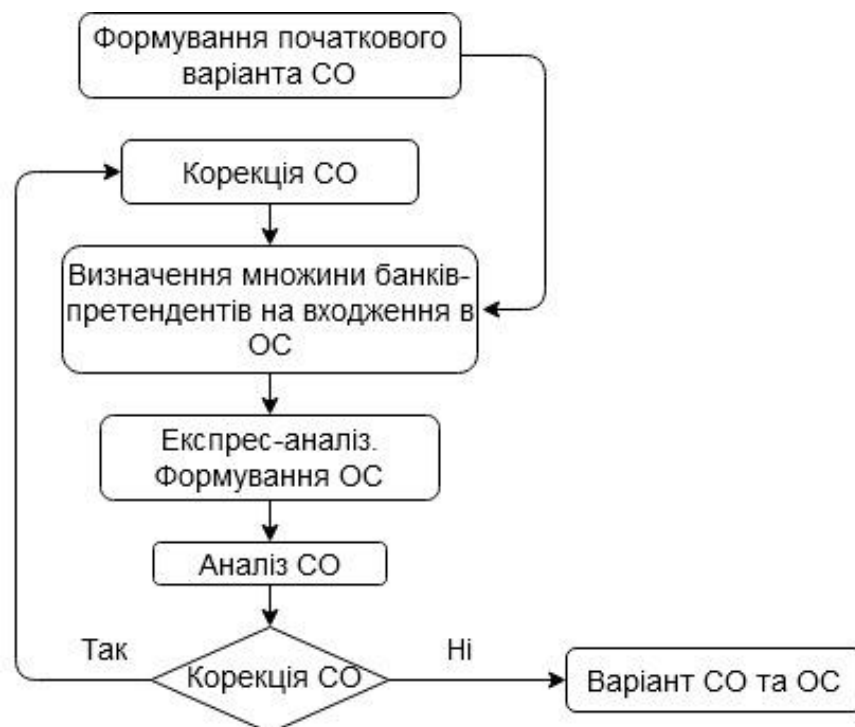 Формування початкового
варіанта СО
Корекція СО
Визначення множини банків-
претендентів на входження в
ОС
Експрес-аналіз.
Формування ОС
Аналіз СО
Так
Корекція СО
Ні
Варіант СО та ОС